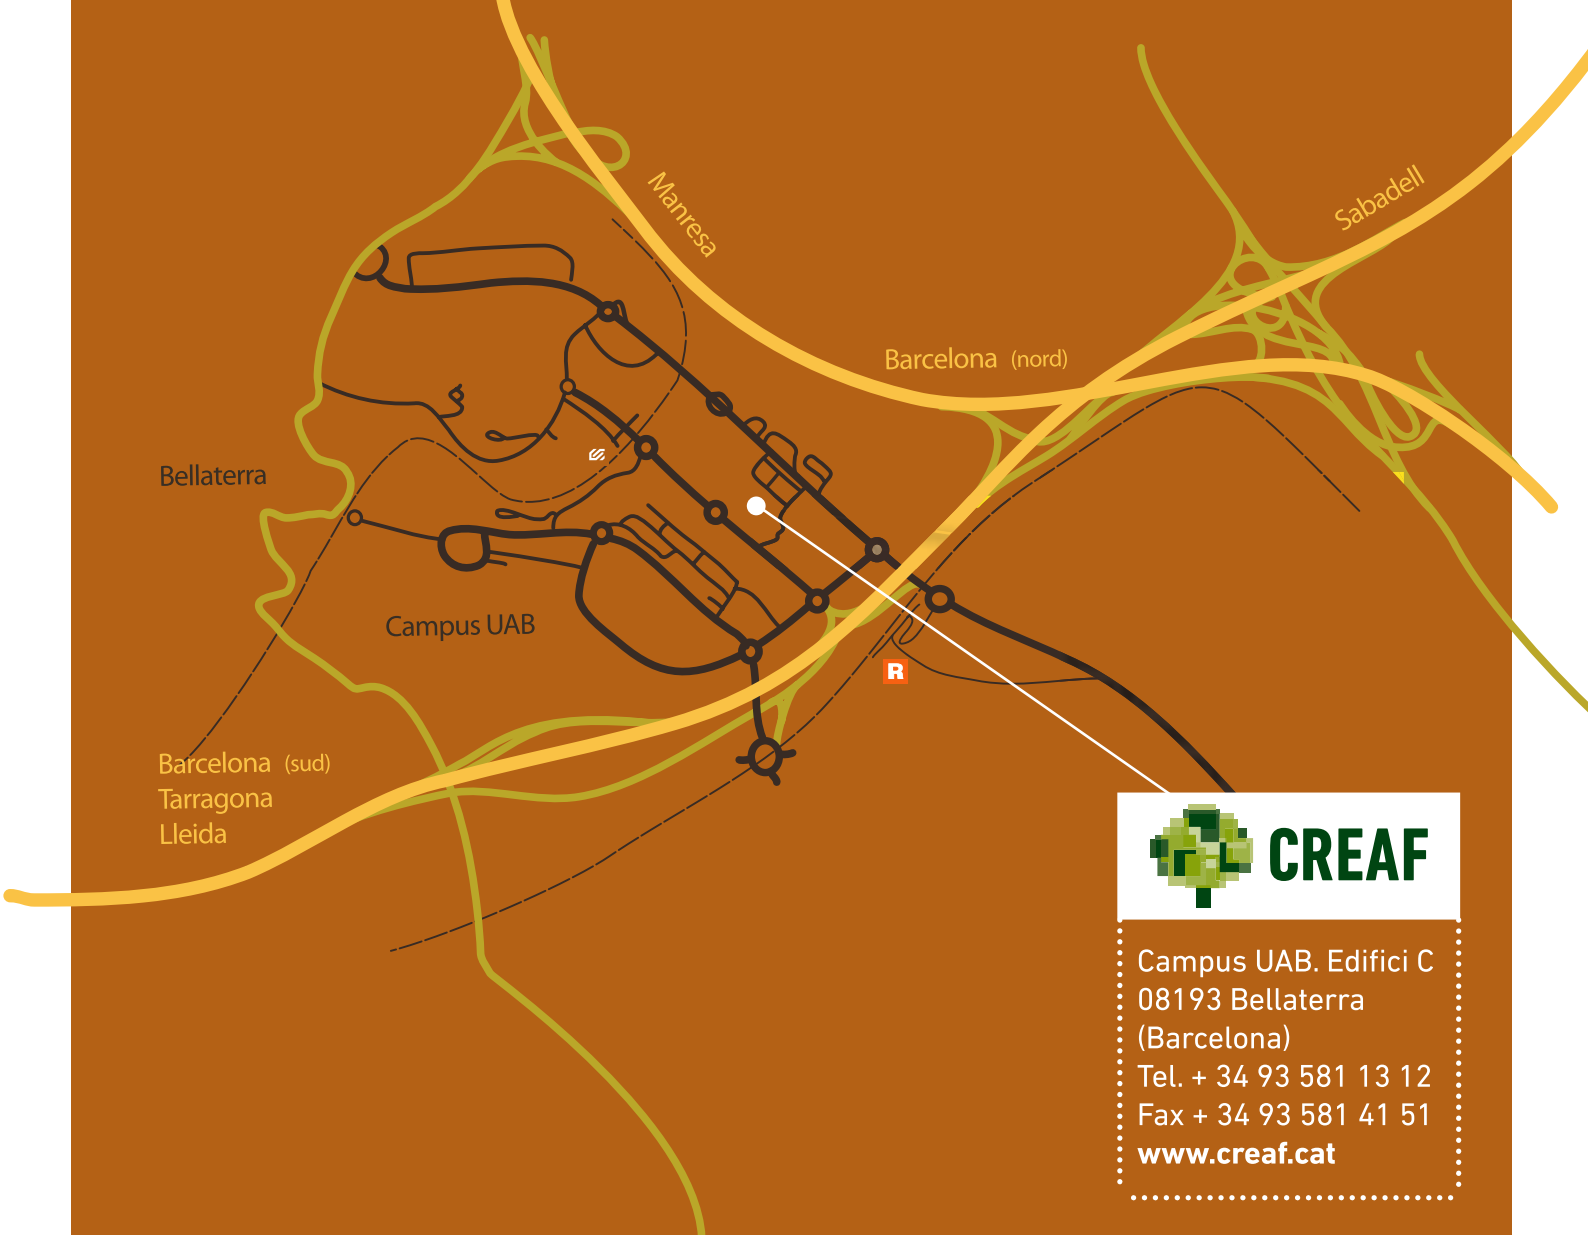 Manresa
Sabadell
Barcelona (nord)
Bellaterra
Campus UAB
R
Barcelona (sud)
Tarragona
Lleida
CREAF
Campus UAB. Edifici C
08193 Bellaterra
(Barcelona)
Tel. + 34 93 581 13 12
Fax + 34 93 581 41 51
www.creaf.cat